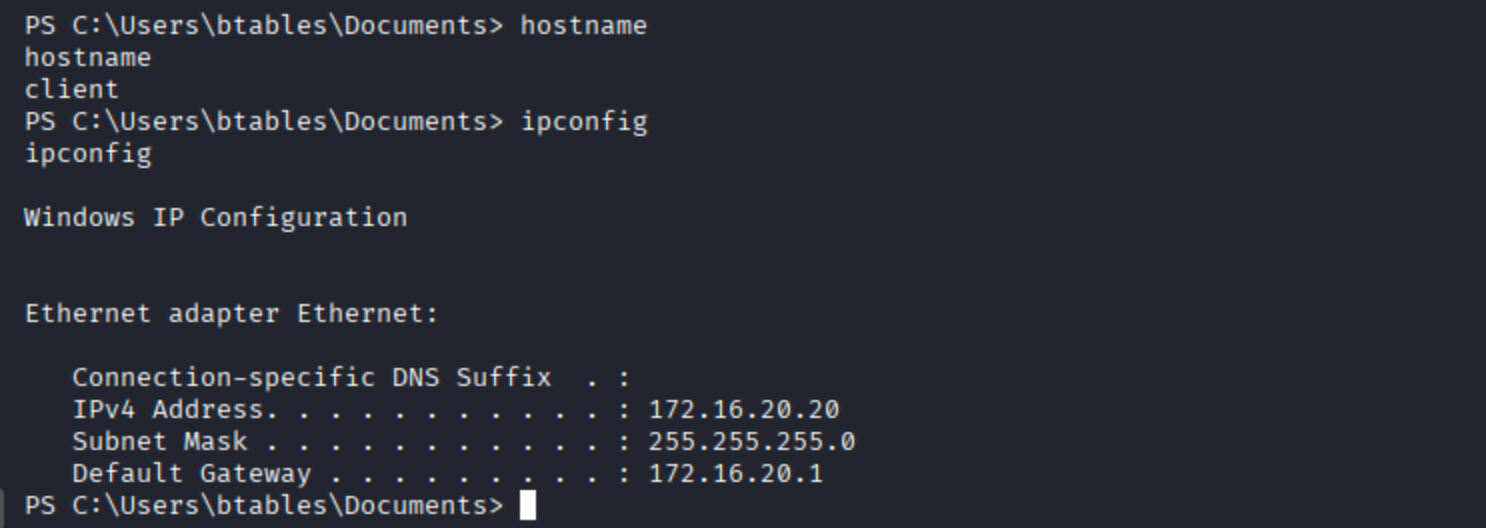 PS C:\Users\btables\Documents> hostname
hostname
client
PS C:\Users\btables\Documents> ipconfig
ipconfig
Windows IP Configuration
Ethernet adapter Ethernet:
   Connection-specific DNS Suffix  . :
   IPv4 Address. . . . . . . . . . . : 172.16.20.20
   Subnet Mask . . . . . . . . . . . : 255.255.255.0
   Default Gateway . . . . . . . . . : 172.16.20.1
PS C:\Users\btables\Documents>